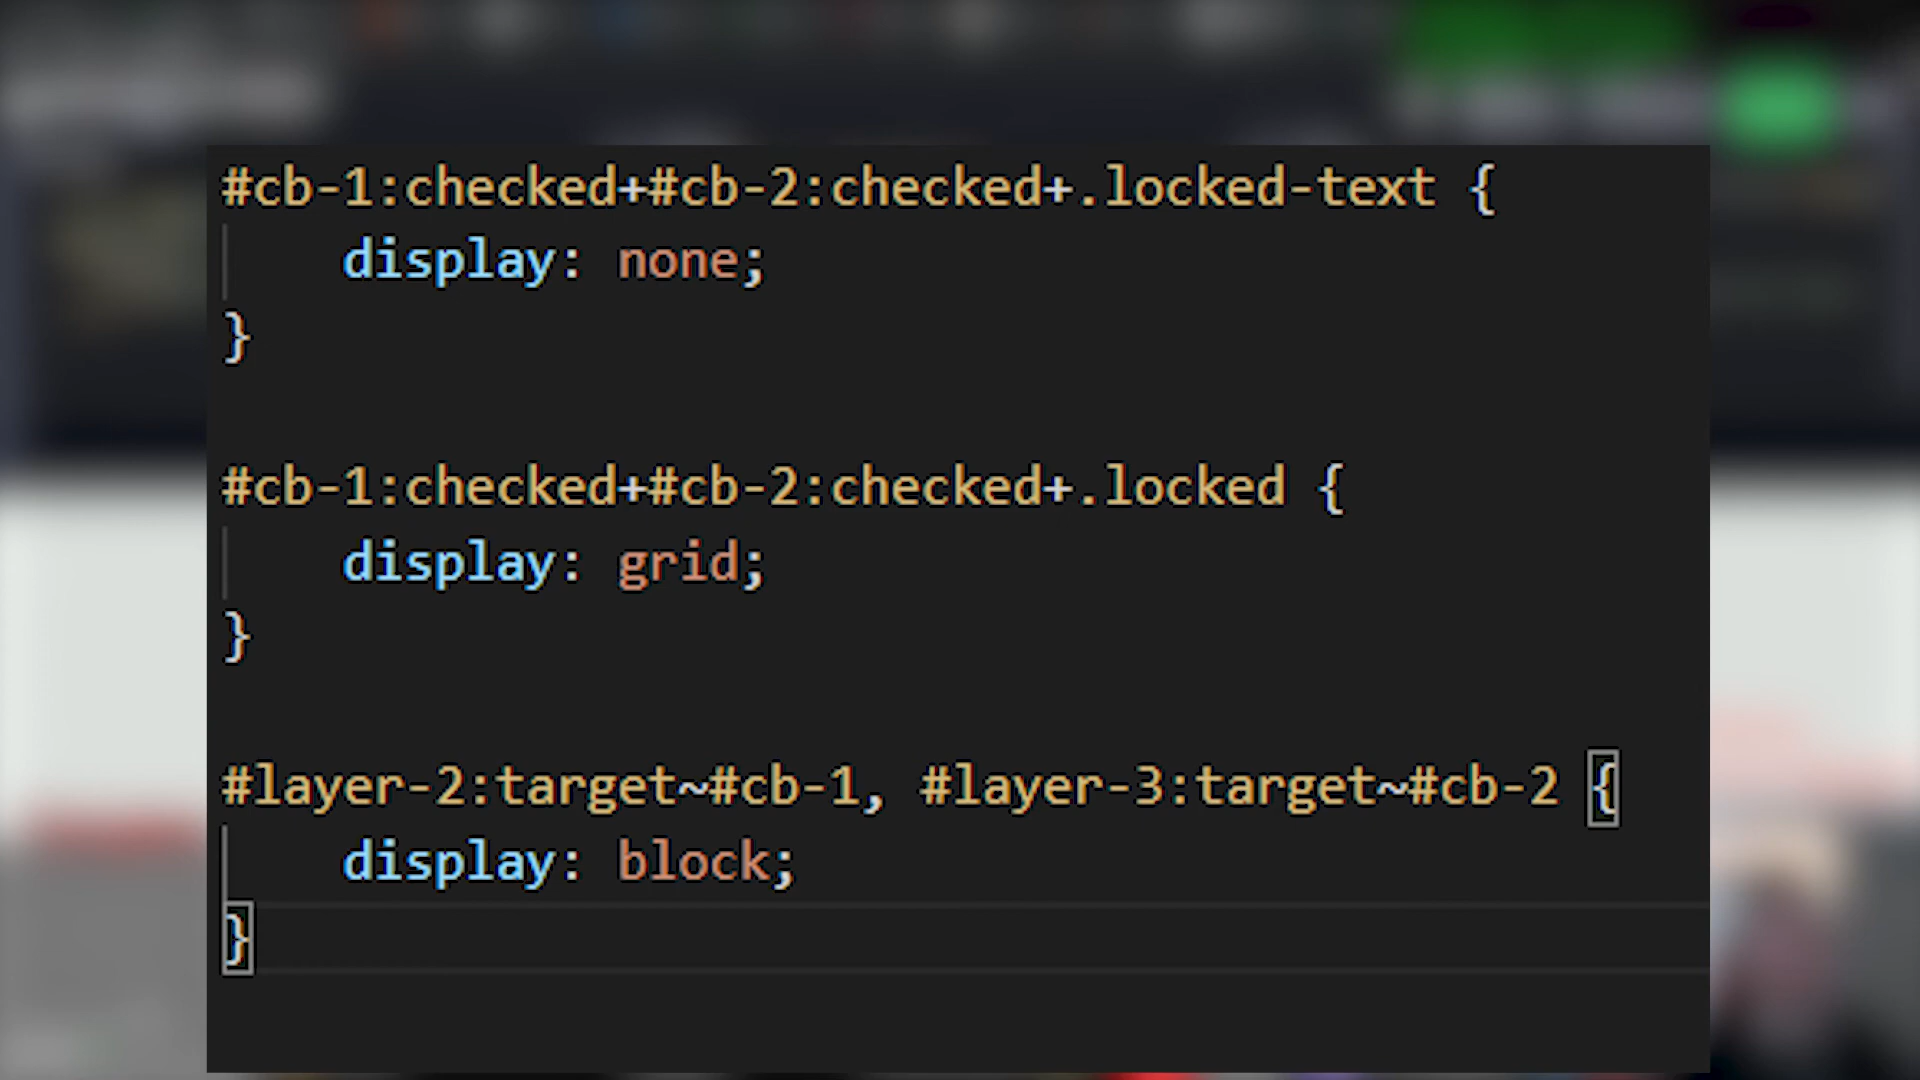 #cb-1:checked+#cb-2:checked+.locked-text {
    display: none;
}
#cb-1:checked+#cb-2:checked+.locked {
    display: grid;
}
#layer-2:target~#cb-1, #layer-3:target~#cb-2 {
    display: block;
}